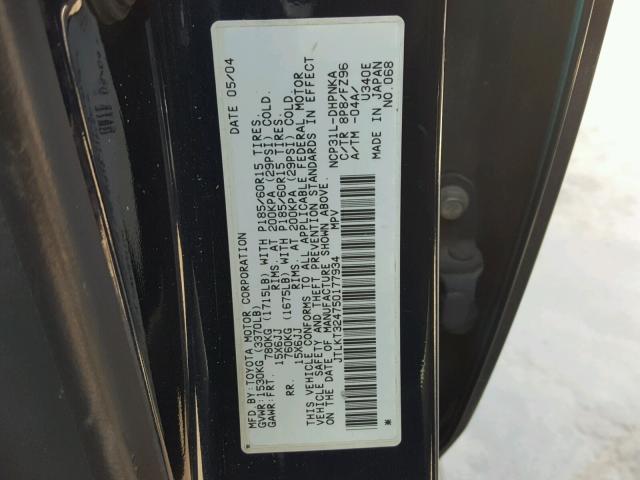 MFD.BY:TOYOTA MOTOR CORPORATION DATE 05/04
GVWR:1530KG (3370LB)
GAWR:FRT. 780KG (1715LB) WITH P185/60R15 TIRES,
15X6JJ RIMS, AT 200KPA (29PSI) COLD.
RR. 760KG (1675LB) WITH P185/60R15 TIRES,
15X6JJ RIMS, AT 200KPA (29PSI) COLD.
THIS VEHICLE CONFORMS TO ALL APPLICABLE FEDERAL MOTOR
VEHICLE SAFETY AND THEFT PREVENTION STANDARDS IN EFFECT
ON THE DATE OF MANUFACTURE SHOWN ABOVE.
JTLKT324750177934 MPV
NCP31L-DHPNKA
C/TR 8P8/FZ96
A/TM -04A/ U340E
MADE IN JAPAN
NO.068